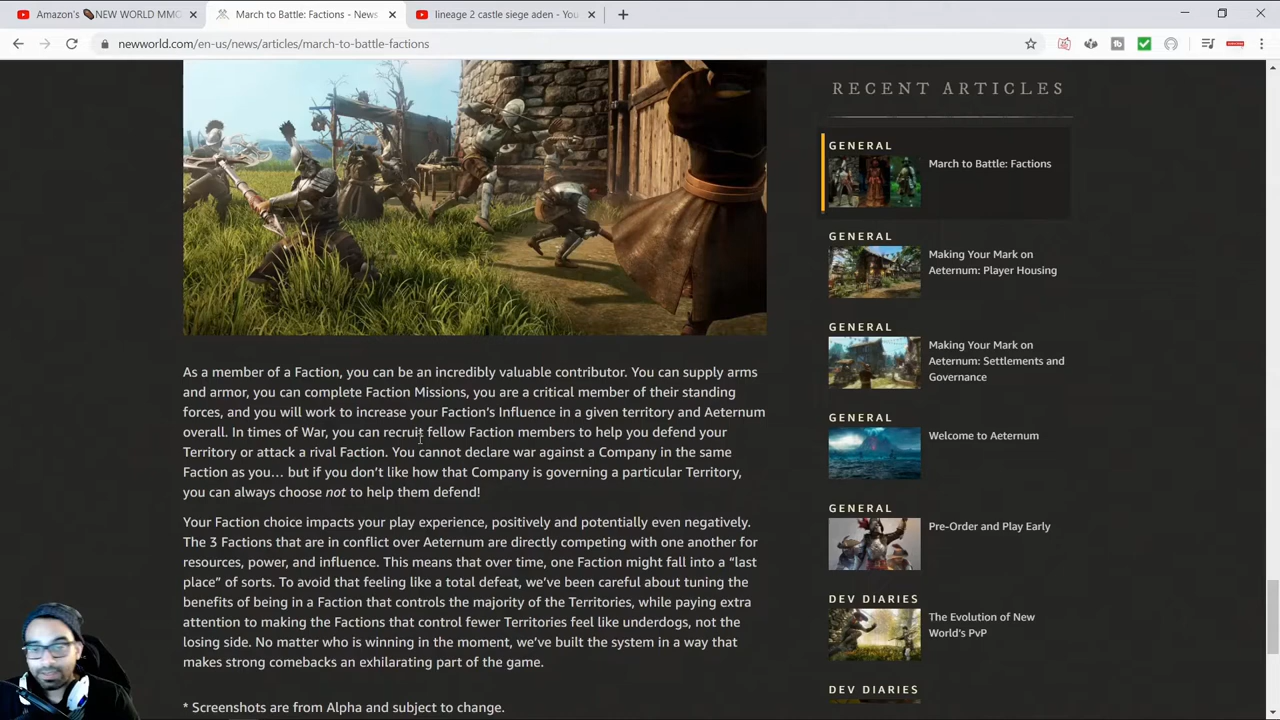 Amazon's NEW WORLD MMO
March to Battle: Factions - News
lineage 2 castle siege aden - You
newworld.com/en-us/news/articles/march-to-battle-factions
RECENT ARTICLES
GENERAL
March to Battle: Factions
GENERAL
Making Your Mark on
Aeternum: Player Housing
GENERAL
Making Your Mark on
Aeternum: Settlements and
Governance
GENERAL
Welcome to Aeternum
GENERAL
Pre-Order and Play Early
DEV DIARIES
The Evolution of New
World's PvP
DEV DIARIES
As a member of a Faction, you can be an incredibly valuable contributor. You can supply arms
and armor, you can complete Faction Missions, you are a critical member of their standing
forces, and you will work to increase your Faction's Influence in a given territory and Aeternum
overall. In times of War, you can recruit fellow Faction members to help you defend your
Territory or attack a rival Faction. You cannot declare war against a Company in the same
Faction as you… but if you don't like how that Company is governing a particular Territory,
you can always choose not to help them defend!
Your Faction choice impacts your play experience, positively and potentially even negatively.
The 3 Factions that are in conflict over Aeternum are directly competing with one another for
resources, power, and influence. This means that over time, one Faction might fall into a “last
place” of sorts. To avoid that feeling like a total defeat, we've been careful about tuning the
benefits of being in a Faction that controls the majority of the Territories, while paying extra
attention to making the Factions that control fewer Territories feel like underdogs, not the
losing side. No matter who is winning in the moment, we've built the system in a way that
makes strong comebacks an exhilarating part of the game.
* Screenshots are from Alpha and subject to change.